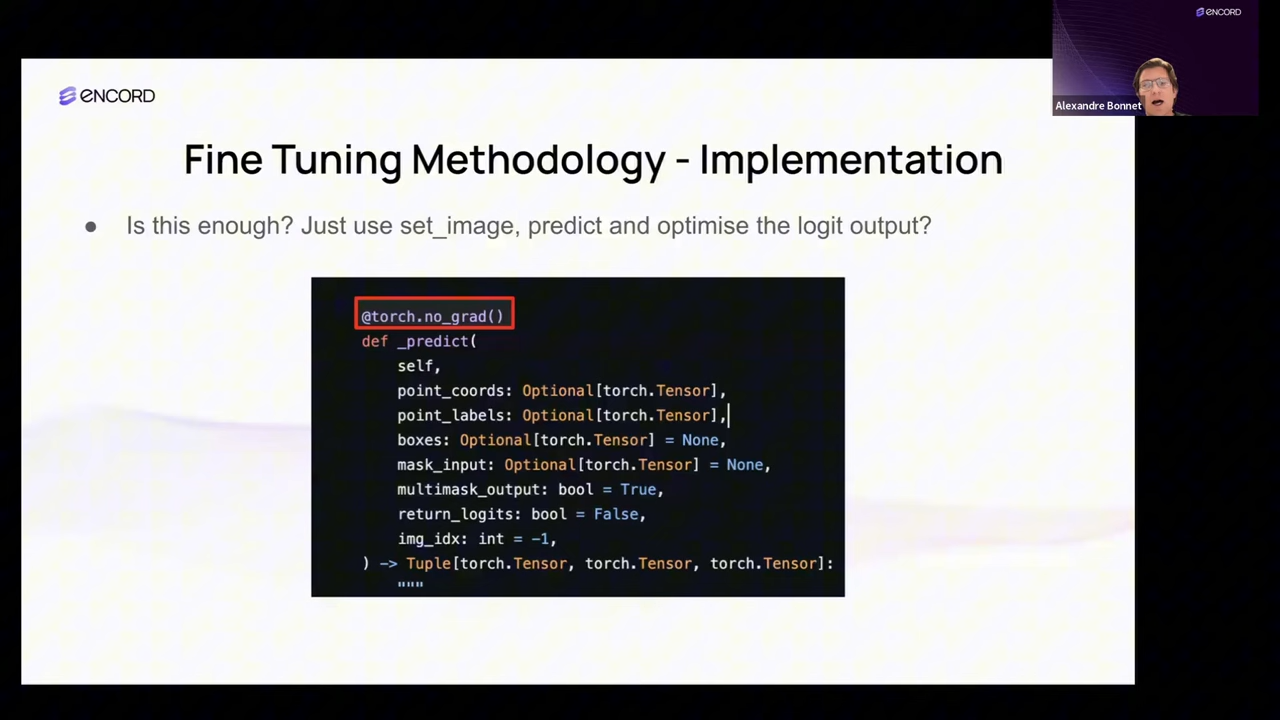 ENCORD
Alexandre Bonnet
ENCORD
Fine Tuning Methodology - Implementation
● Is this enough? Just use set_image, predict and optimise the logit output?
@torch.no_grad()
def _predict(
self,
point_coords: Optional[torch.Tensor],
point_labels: Optional[torch.Tensor],
boxes: Optional[torch.Tensor] = None,
mask_input: Optional[torch.Tensor] = None,
multimask_output: bool = True,
return_logits: bool = False,
img_idx: int = -1,
) -> Tuple[torch.Tensor, torch.Tensor, torch.Tensor]:
"""